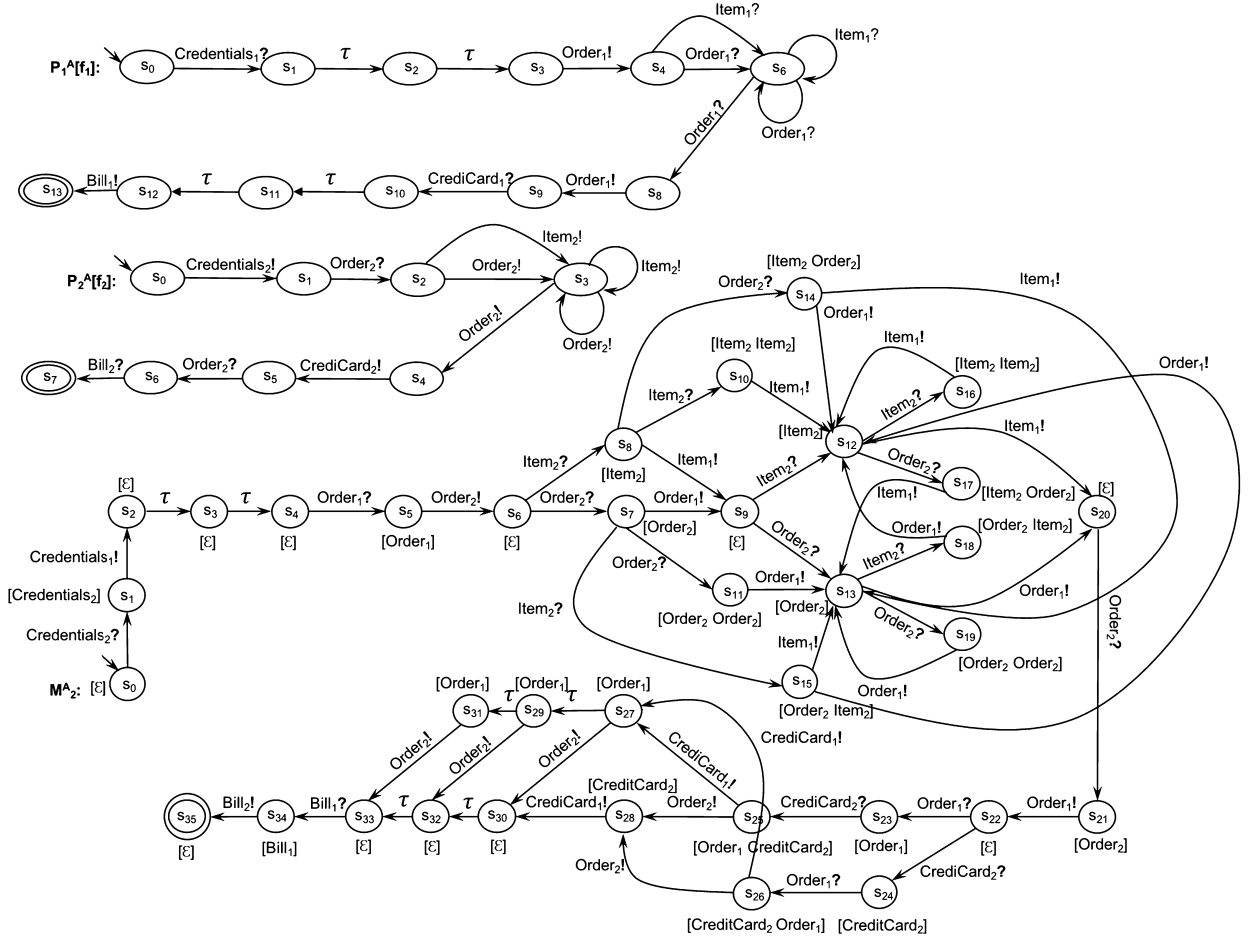 Item₁?
P₁ᴬ[f₁]: s₀ Credentials₁? s₁ τ s₂ τ s₃ Order₁! s₄ Order₁? s₆ Item₁?
Order₁?
Order₁?
s₁₃ Bill₁! s₁₂ τ s₁₁ τ s₁₀ CrediCard₁? s₉ Order₁! s₈
Item₂!
P₂ᴬ[f₂]: s₀ Credentials₂! s₁ Order₂? s₂ Order₂! s₃ Item₂!
Order₂!
Order₂!
s₇ Bill₂? s₆ Order₂? s₅ CrediCard₂! s₄
[Item₂ Order₂]
Order₂? s₁₄ Item₁!
Order₁!
[Item₂ Item₂] Item₁! [Item₂ Item₂] Order₁!
Item₂? s₁₀ Item₁! Item₂? s₁₆
[Item₂] s₁₂ Item₁!
Item₂? s₈ Item₁! Item₂? Order₂?
[Item₂] Item₁! s₁₇ [Item₂ Order₂] [ℇ]
[ℇ] s₂ τ s₃ τ s₄ Order₁? s₅ Order₂! s₆ Order₂? s₇ Order₁! s₉ s₂₀
[ℇ] [ℇ] [Order₁] [ℇ] [Order₂] [ℇ] Order₁! [Order₂ Item₂]
Order₂? Item₂? s₁₈
Credentials₁!
Order₂? s₁₁ Order₁! s₁₃ Order₁!
[Credentials₂] s₁
Item₂? [Order₂ Order₂] [Order₂] Order₂? s₁₉ Order₂?
Credentials₂?
Item₁! [Order₂ Order₂]
Mᴬ₂: [ℇ] s₀
s₁₅ Order₁!
[Order₂ Item₂]
[Order₁] [Order₁] [Order₁]
s₃₁ τ s₂₉ τ s₂₇
CrediCard₁!
Order₂! Order₂! Order₂! CrediCard₁!
[CreditCard₂]
s₃₅ Bill₂! s₃₄ Bill₁? s₃₃ τ s₃₂ τ s₃₀ CrediCard₁! s₂₈ Order₂! s₂₅ CrediCard₂? s₂₃ Order₁? s₂₂ Order₁! s₂₁
[ℇ] [Bill₁] [ℇ] [ℇ] [ℇ] [Order₁ CreditCard₂] [Order₁] [ℇ] [Order₂]
Order₂! s₂₆ Order₁? s₂₄ CrediCard₂?
[CreditCard₂ Order₁] [CreditCard₂]